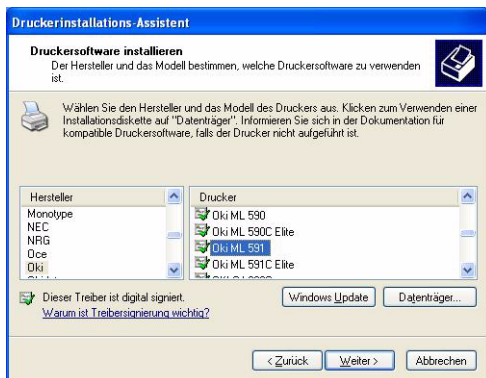 Druckerinstallations-Assistent
Druckersoftware installieren
Der Hersteller und das Modell bestimmen, welche Druckersoftware zu verwenden
ist.
Wählen Sie den Hersteller und das Modell des Druckers aus. Klicken zum Verwenden einer
Installationsdiskette auf "Datenträger". Informieren Sie sich in der Dokumentation für
kompatible Druckersoftware, falls der Drucker nicht aufgeführt ist.
Hersteller
Monotype
NEC
NRG
Oce
Oki
Drucker
Oki ML 590
Oki ML 590C Elite
Oki ML 591
Oki ML 591C Elite
Dieser Treiber ist digital signiert.
Warum ist Treibersignierung wichtig?
Windows Update
Datenträger...
< Zurück
Weiter >
Abbrechen